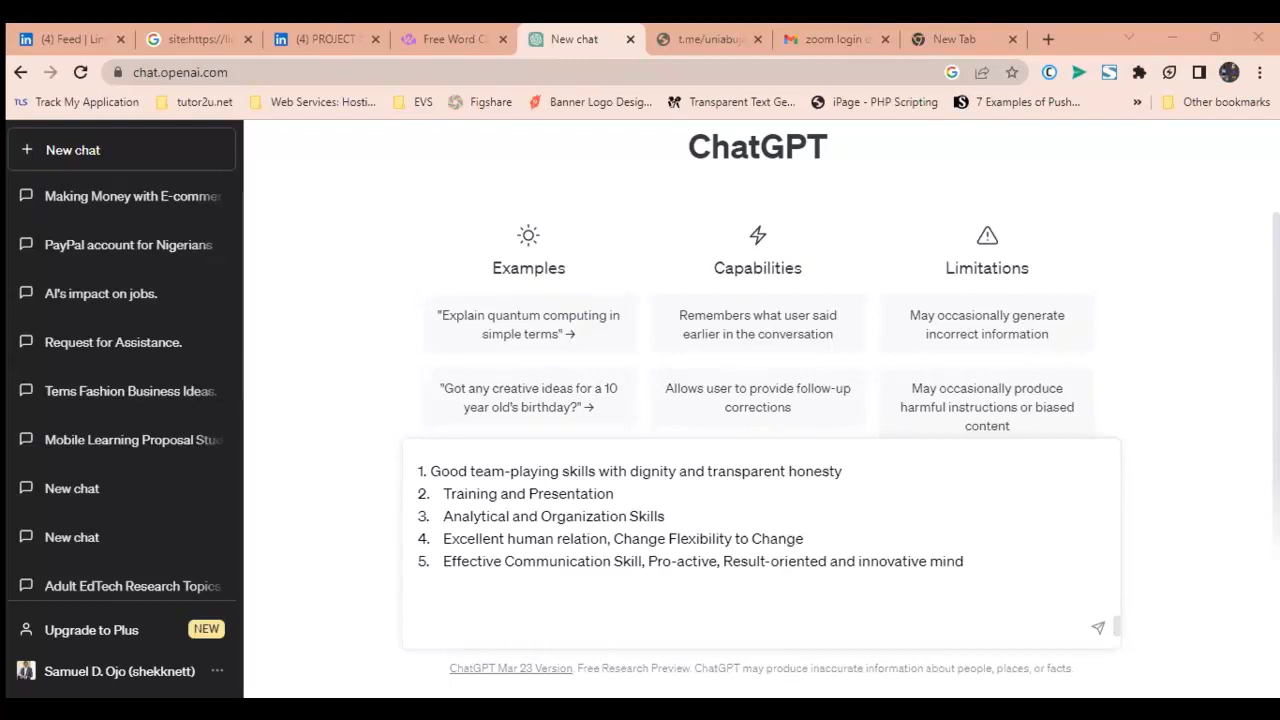 (4) Feed | Lin
site:https://li
(4) PROJECT
Free Word Cl
New chat
t.me/uniabuj
zoom login d
New Tab
chat.openai.com
TLS Track My Application
tutor2u.net
Web Services: Hosti...
EVS
Figshare
Banner Logo Desig...
Transparent Text Ge...
iPage - PHP Scripting
7 Examples of Push...
»
Other bookmarks
+ New chat
Making Money with E-comme
PayPal account for Nigerians
AI's impact on jobs.
Request for Assistance.
Tems Fashion Business Ideas.
Mobile Learning Proposal Stu
New chat
New chat
Adult EdTech Research Topics
Upgrade to Plus
NEW
Samuel D. Ojo (shekknett)
ChatGPT
Examples
Capabilities
Limitations
"Explain quantum computing in
simple terms" →
Remembers what user said
earlier in the conversation
May occasionally generate
incorrect information
"Got any creative ideas for a 10
year old's birthday?" →
Allows user to provide follow-up
corrections
May occasionally produce
harmful instructions or biased
content
1. Good team-playing skills with dignity and transparent honesty
2. Training and Presentation
3. Analytical and Organization Skills
4. Excellent human relation, Change Flexibility to Change
5. Effective Communication Skill, Pro-active, Result-oriented and innovative mind
ChatGPT Mar 23 Version. Free Research Preview. ChatGPT may produce inaccurate information about people, places, or facts.